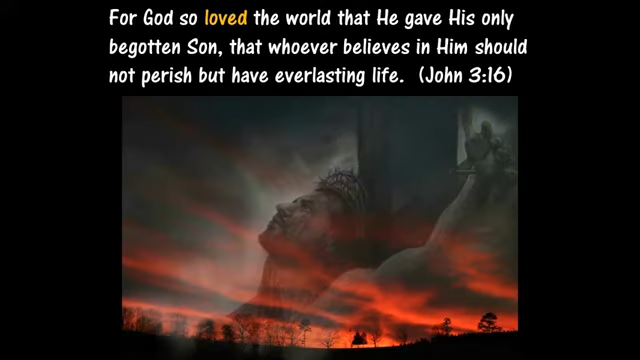 For God so loved the world that He gave His only
begotten Son, that whoever believes in Him should
not perish but have everlasting life. (John 3:16)